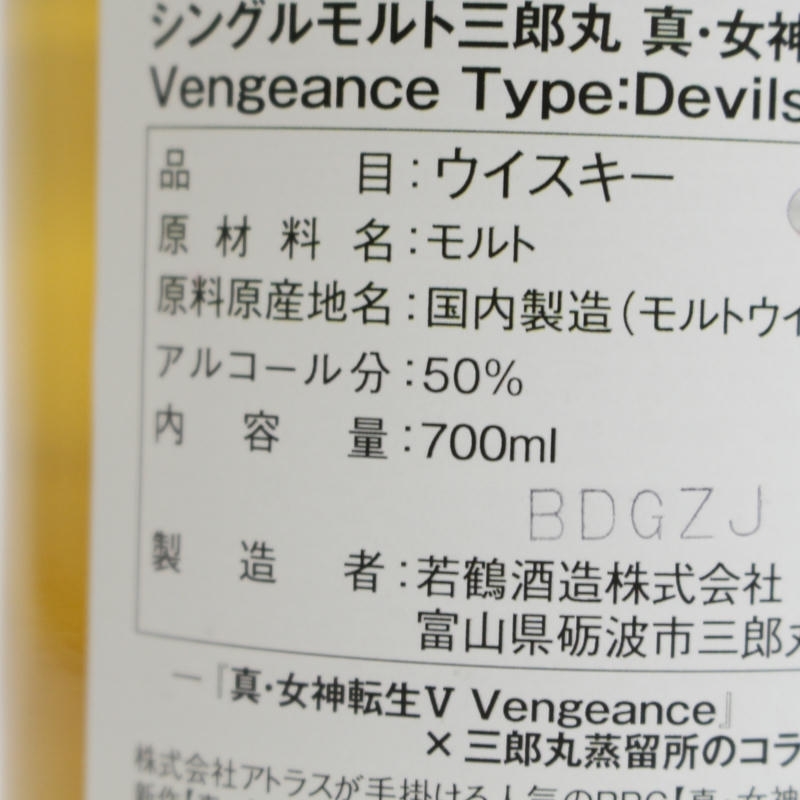 シングルモルト三郎丸 真・女神
Vengeance Type:Devils
品目:ウイスキー
原材料名:モルト
原料原産地名:国内製造(モルトウイ
アルコール分:50%
内容量:700ml
BDGZJ
製造者:若鶴酒造株式会社
富山県砺波市三郎丸
―『真・女神転生V Vengeance』
×三郎丸蒸留所のコラ
株式会社アトラスが手掛ける人気のRPG『真・女神